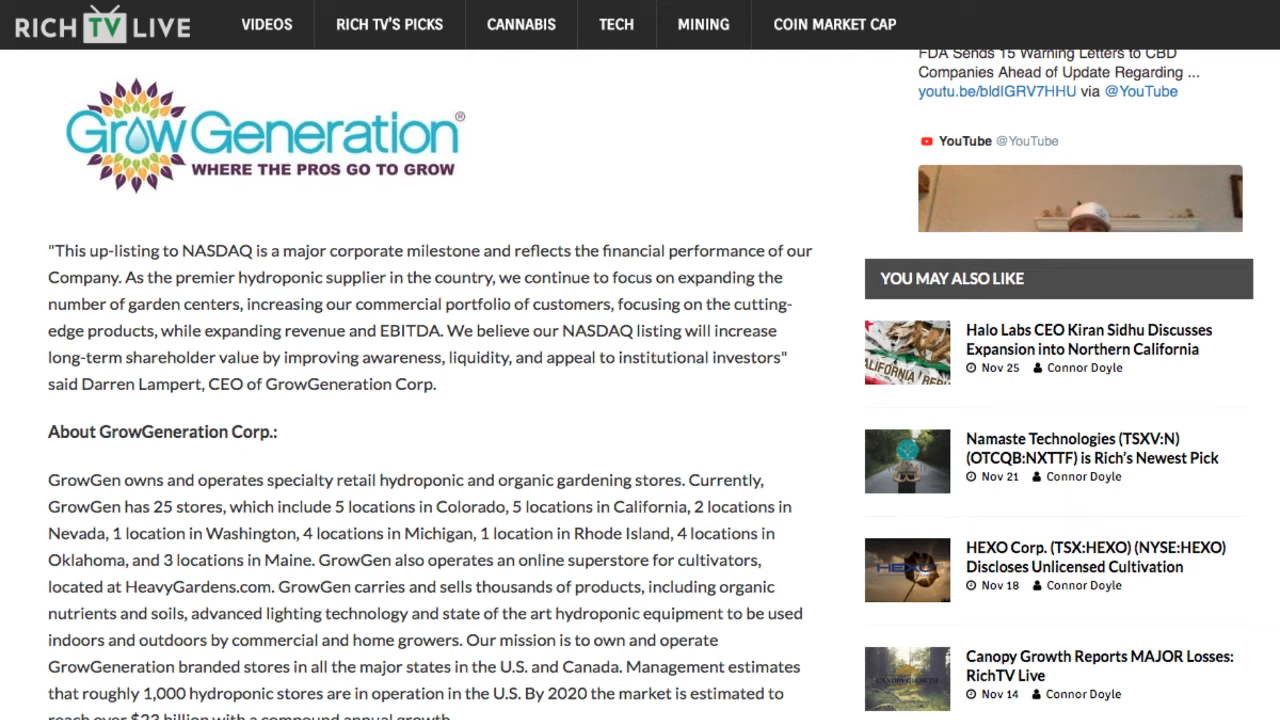 RICH TV LIVE
VIDEOS
RICH TV'S PICKS
CANNABIS
TECH
MINING
COIN MARKET CAP
GrowGeneration®
WHERE THE PROS GO TO GROW
"This up-listing to NASDAQ is a major corporate milestone and reflects the financial performance of our
Company. As the premier hydroponic supplier in the country, we continue to focus on expanding the
number of garden centers, increasing our commercial portfolio of customers, focusing on the cutting-
edge products, while expanding revenue and EBITDA. We believe our NASDAQ listing will increase
long-term shareholder value by improving awareness, liquidity, and appeal to institutional investors"
said Darren Lampert, CEO of GrowGeneration Corp.
About GrowGeneration Corp.:
GrowGen owns and operates specialty retail hydroponic and organic gardening stores. Currently,
GrowGen has 25 stores, which include 5 locations in Colorado, 5 locations in California, 2 locations in
Nevada, 1 location in Washington, 4 locations in Michigan, 1 location in Rhode Island, 4 locations in
Oklahoma, and 3 locations in Maine. GrowGen also operates an online superstore for cultivators,
located at HeavyGardens.com. GrowGen carries and sells thousands of products, including organic
nutrients and soils, advanced lighting technology and state of the art hydroponic equipment to be used
indoors and outdoors by commercial and home growers. Our mission is to own and operate
GrowGeneration branded stores in all the major states in the U.S. and Canada. Management estimates
that roughly 1,000 hydroponic stores are in operation in the U.S. By 2020 the market is estimated to
reach over $23 billion with a compound annual growth
FDA Sends 15 Warning Letters to CBD
Companies Ahead of Update Regarding ...
youtu.be/bldIGRV7HHU via @YouTube
YouTube @YouTube
YOU MAY ALSO LIKE
CALIFORNIA REP
Halo Labs CEO Kiran Sidhu Discusses
Expansion into Northern California
Nov 25 Connor Doyle
Namaste Technologies (TSXV:N)
(OTCQB:NXTTF) is Rich's Newest Pick
Nov 21 Connor Doyle
HEXO
HEXO Corp. (TSX:HEXO) (NYSE:HEXO)
Discloses Unlicensed Cultivation
Nov 18 Connor Doyle
CANOPY GROWTH
Canopy Growth Reports MAJOR Losses:
RichTV Live
Nov 14 Connor Doyle